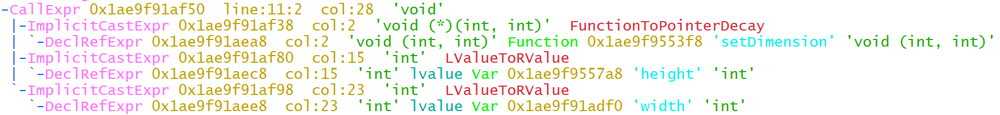 -CallExpr 0x1ae9f91af50  line:11:2  col:28  'void'
|-ImplicitCastExpr 0x1ae9f91af38  col:2  'void (*)(int, int)'  FunctionToPointerDecay
| `-DeclRefExpr 0x1ae9f91aea8  col:2  'void (int, int)' Function 0x1ae9f9553f8 'setDimension' 'void (int, int)'
|-ImplicitCastExpr 0x1ae9f91af80  col:15  'int'  LValueToRValue
| `-DeclRefExpr 0x1ae9f91aec8  col:15  'int' lvalue Var 0x1ae9f9557a8 'height' 'int'
`-ImplicitCastExpr 0x1ae9f91af98  col:23  'int'  LValueToRValue
  `-DeclRefExpr 0x1ae9f91aee8  col:23  'int' lvalue Var 0x1ae9f91adf0 'width' 'int'